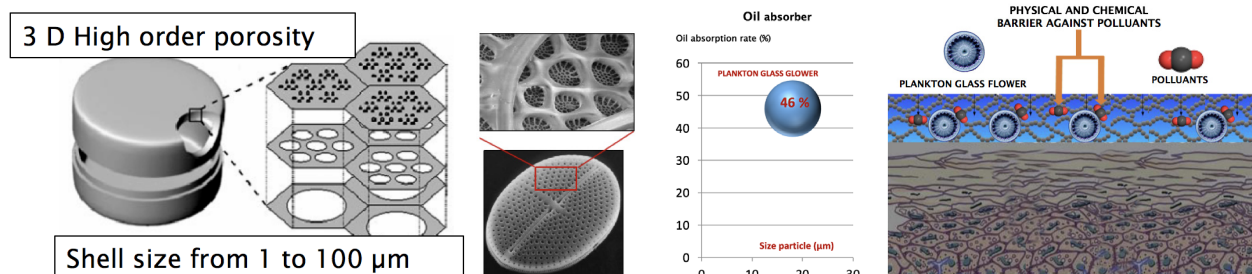 3 D High order porosity
Shell size from 1 to 100 µm
Oil absorber
Oil absorption rate (%)
60
50
40
30
20
10
0
PLANKTON GLASS GLOWER
46 %
Size particle (µm)
0
10
20
30
PHYSICAL AND CHEMICAL
BARRIER AGAINST POLLUANTS
PLANKTON GLASS FLOWER
POLLUANTS